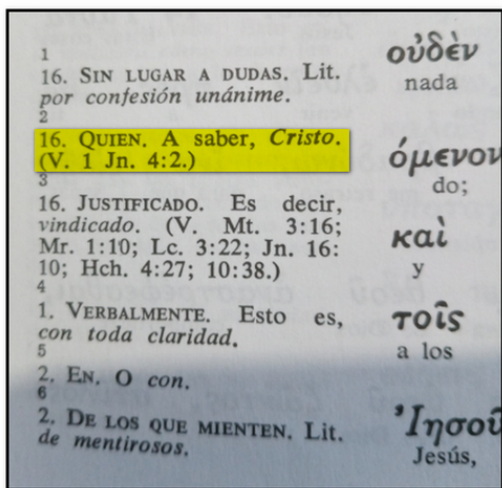 1
16. SIN LUGAR A DUDAS. Lit.
por confesión unánime.
2
16. QUIEN. A saber, Cristo.
(V. 1 Jn. 4:2.)
3
16. JUSTIFICADO. Es decir,
vindicado. (V. Mt. 3:16;
Mr. 1:10; Lc. 3:22; Jn. 16:
10; Hch. 4:27; 10:38.)
4
1. VERBALMENTE. Esto es,
con toda claridad.
5
2. EN. O con.
6
2. DE LOS QUE MIENTEN. Lit.
de mentirosos.
οὐδὲν
nada
όμενον
do;
καὶ
y
τοῖς
a los
Ἰησοῦ
Jesús,